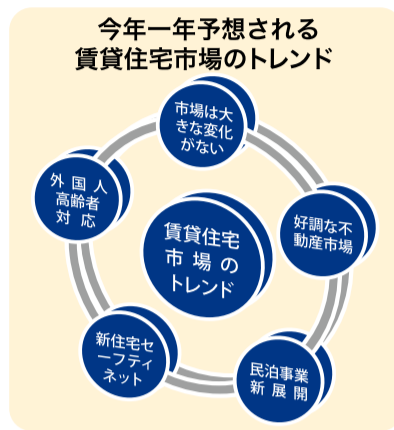 今年一年予想される
賃貸住宅市場のトレンド
市場は大
きな変化
がない
好調な不
動産市場
民泊事業
新展開
新住宅セ
ーフティ
ネット
外国人
高齢者
対応
賃貸住宅
市場の
トレンド